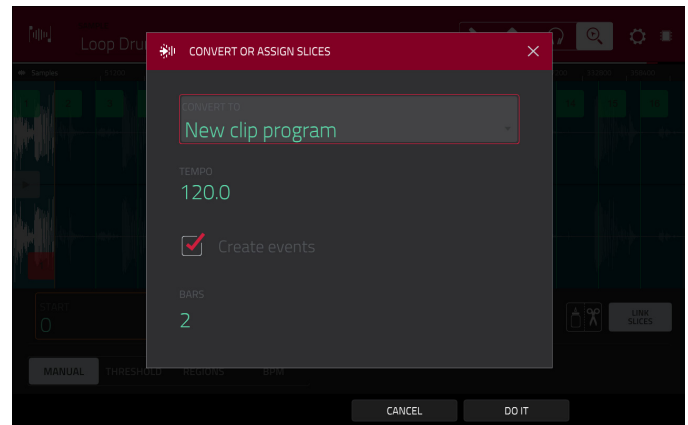 Loop Dru
CONVERT OR ASSIGN SLICES
Samples
CONVERT TO
New clip program
TEMPO
120.0
Create events
BARS
2
START
0
LINK
SLICES
MANUAL THRESHOLD REGIONS BPM
CANCEL DO IT